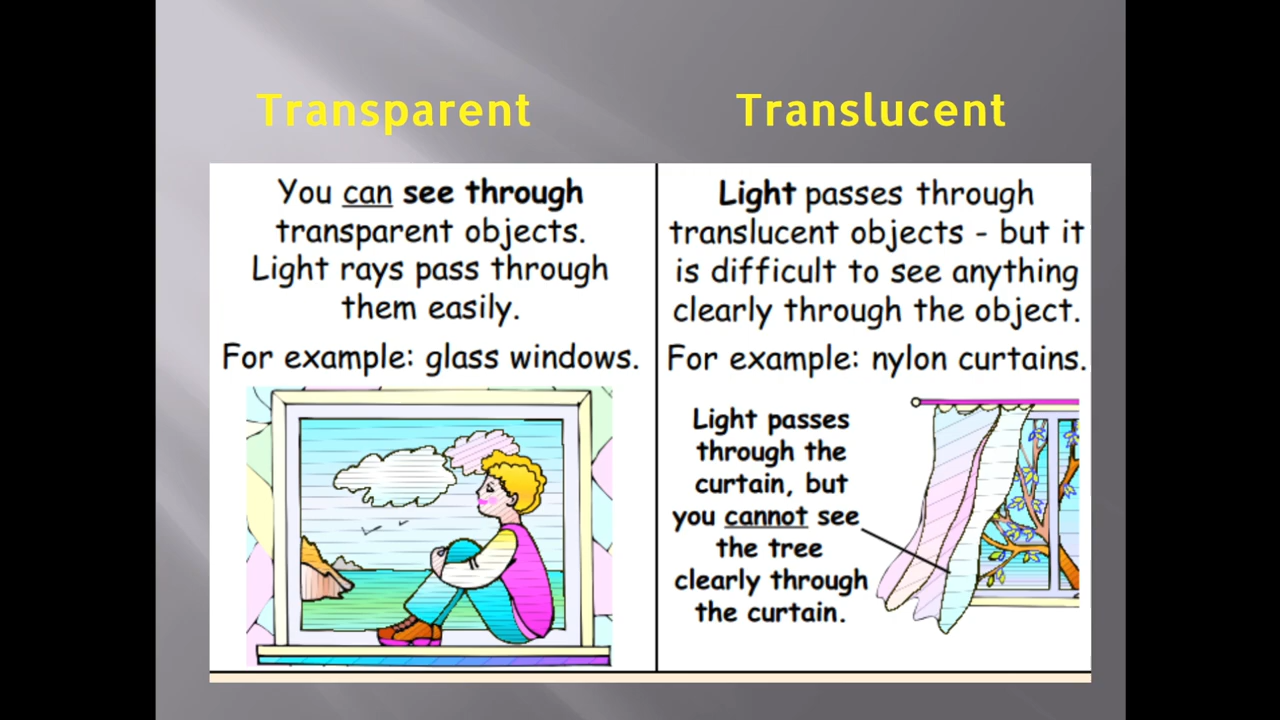 Transparent
Translucent
You can see through
transparent objects.
Light rays pass through
them easily.
For example: glass windows.
Light passes through
translucent objects - but it
is difficult to see anything
clearly through the object.
For example: nylon curtains.
Light passes
through the
curtain, but
you cannot see
the tree
clearly through
the curtain.